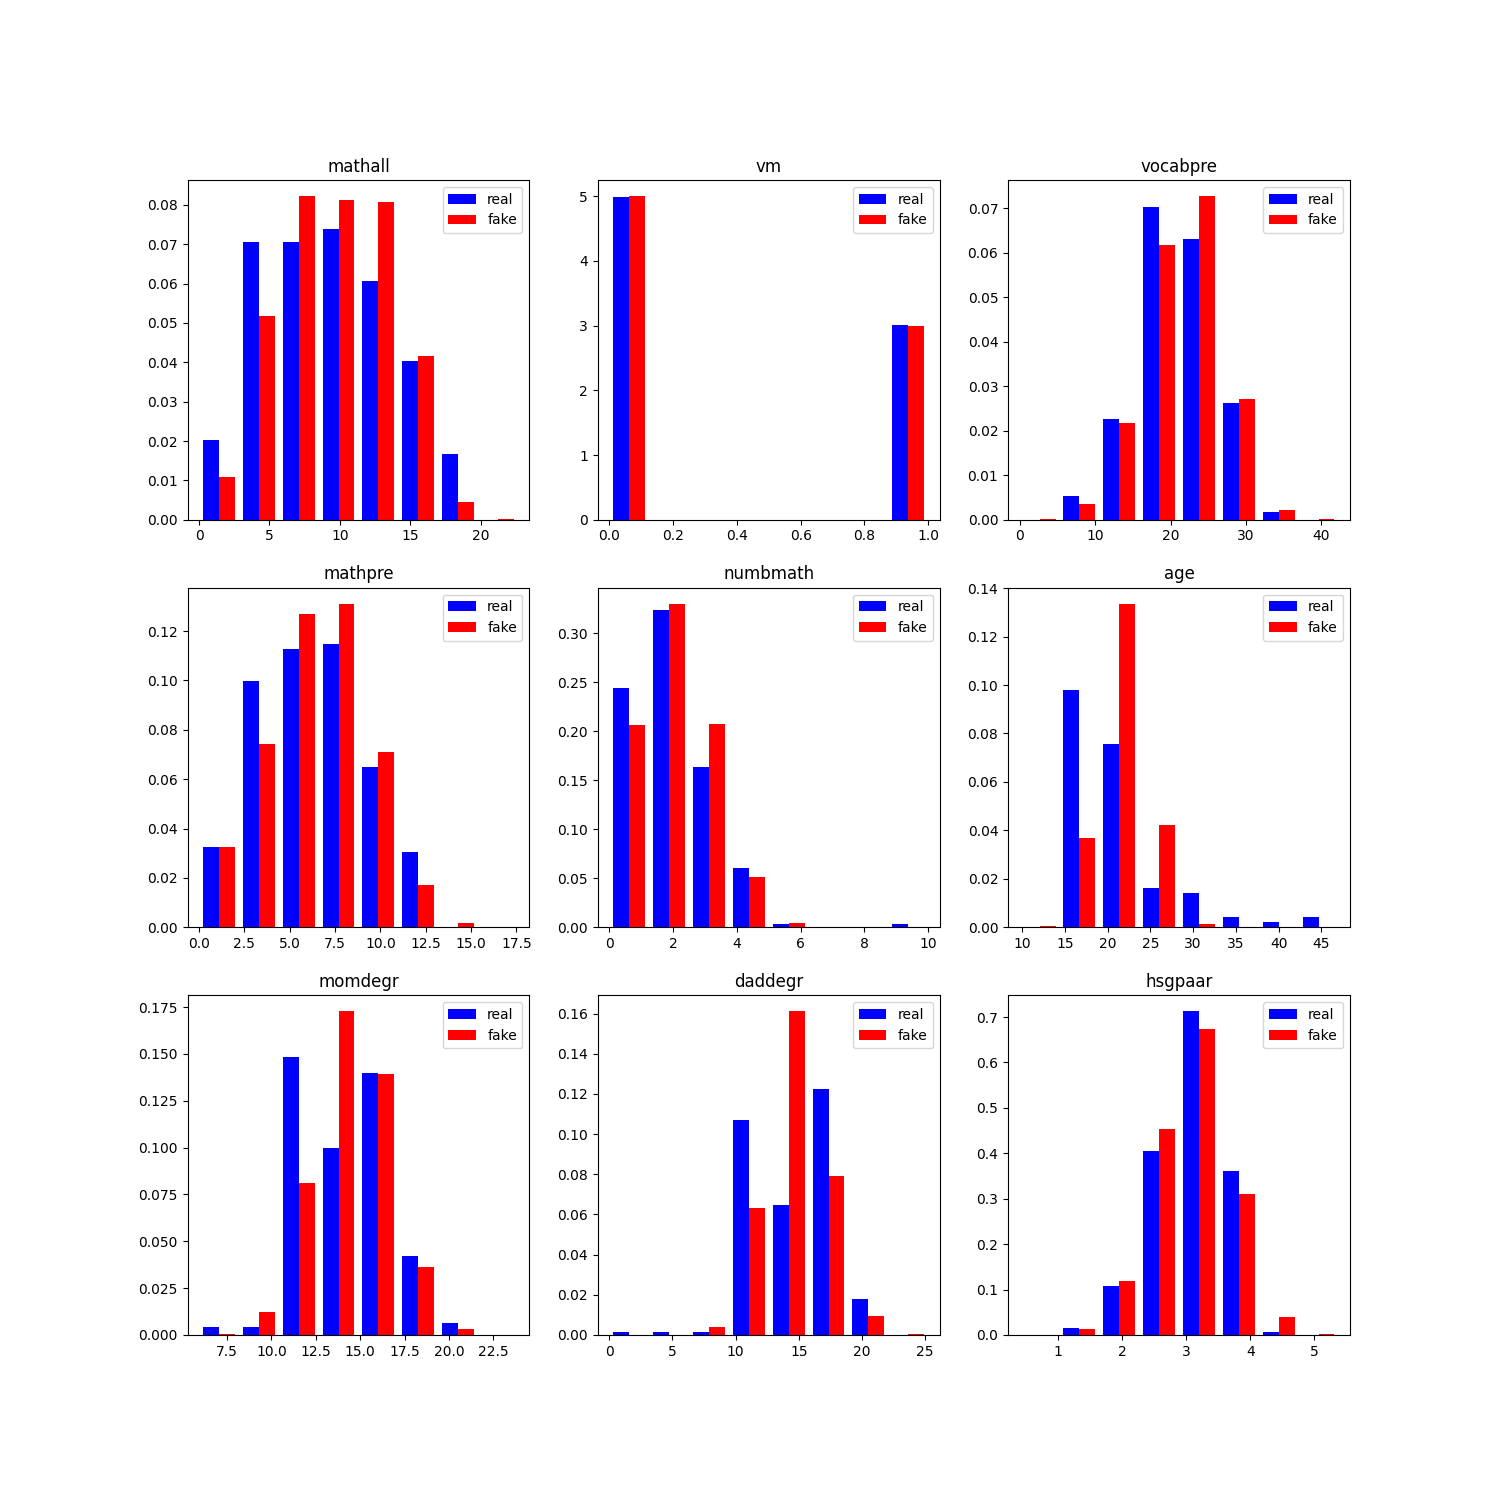 mathall
real
fake
0.08
0.07
0.06
0.05
0.04
0.03
0.02
0.01
0.00
0 5 10 15 20
vm
real
fake
5
4
3
2
1
0
0.0 0.2 0.4 0.6 0.8 1.0
vocabpre
real
fake
0.07
0.06
0.05
0.04
0.03
0.02
0.01
0.00
0 10 20 30 40
mathpre
real
fake
0.12
0.10
0.08
0.06
0.04
0.02
0.00
0.0 2.5 5.0 7.5 10.0 12.5 15.0 17.5
numbmath
real
fake
0.30
0.25
0.20
0.15
0.10
0.05
0.00
0 2 4 6 8 10
age
real
fake
0.14
0.12
0.10
0.08
0.06
0.04
0.02
0.00
10 15 20 25 30 35 40 45
momdegr
real
fake
0.175
0.150
0.125
0.100
0.075
0.050
0.025
0.000
7.5 10.0 12.5 15.0 17.5 20.0 22.5
daddegr
real
fake
0.16
0.14
0.12
0.10
0.08
0.06
0.04
0.02
0.00
0 5 10 15 20 25
hsgpaar
real
fake
0.7
0.6
0.5
0.4
0.3
0.2
0.1
0.0
1 2 3 4 5